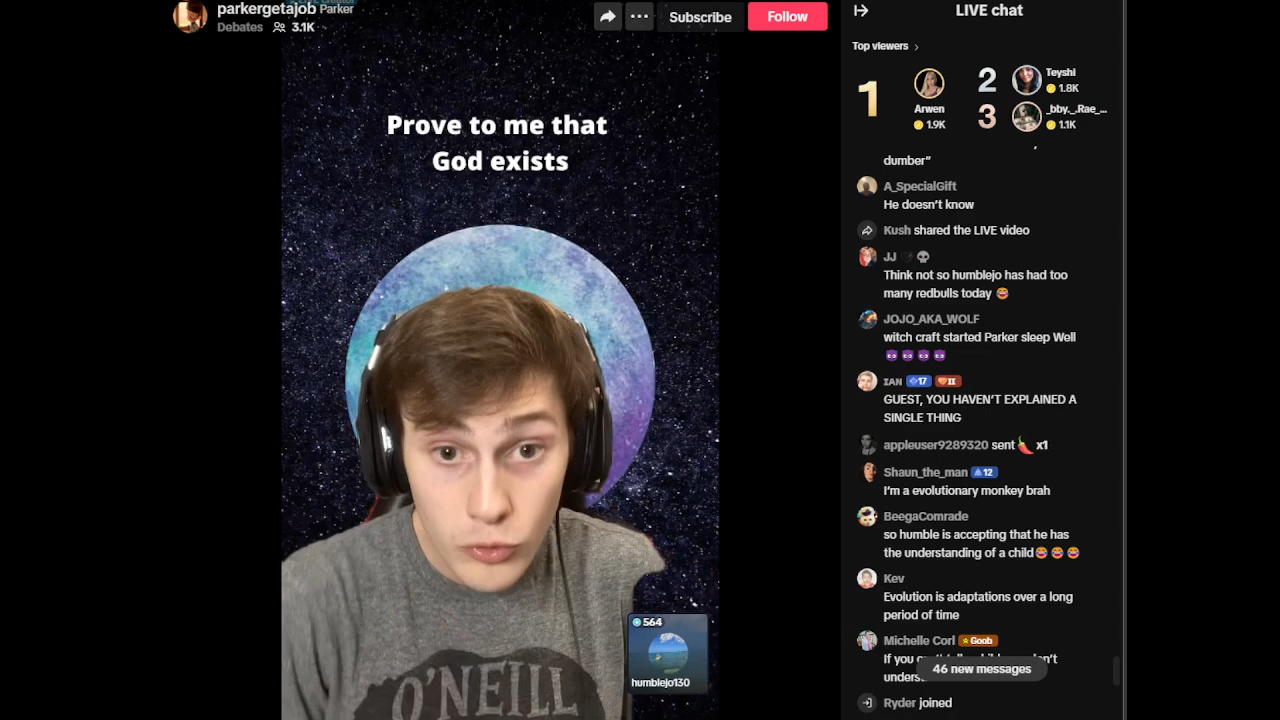 parkergetajob Parker
Debates 3.1K
Subscribe
Follow
Prove to me that
God exists
O'NEILL
564
humblejo130
LIVE chat
Top viewers
1
Arwen
1.9K
2
Teyshi
1.8K
3
_bby._.Rae_...
1.1K
dumber"
A_SpecialGift
He doesn't know
Kush shared the LIVE video
JJ 🖤 💀
Think not so humblejo has had too
many redbulls today 😂
JOJO_AKA_WOLF
witch craft started Parker sleep Well
😈 😈 😈 😈
IAN 17 II
GUEST, YOU HAVEN'T EXPLAINED A
SINGLE THING
appleuser9289320 sent 🌶️ x1
Shaun_the_man 12
I'm a evolutionary monkey brah
BeegaComrade
so humble is accepting that he has
the understanding of a child😂 😂 😂
Kev
Evolution is adaptations over a long
period of time
Michelle Corl Goob
If you
46 new messages
Ryder joined